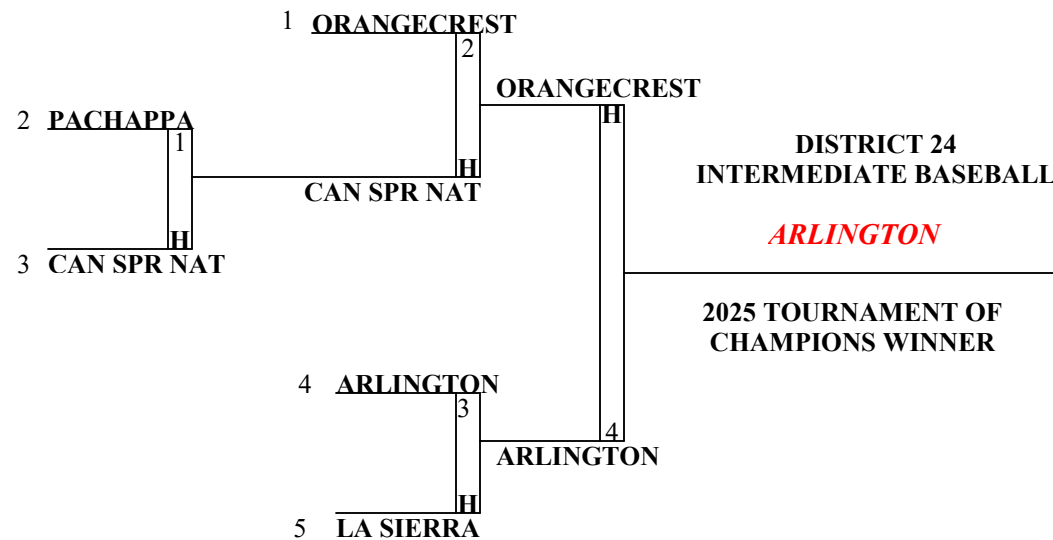 1 ORANGECREST
2
ORANGECREST
H
2 PACHAPPA
1
DISTRICT 24
INTERMEDIATE BASEBALL
H
CAN SPR NAT
ARLINGTON
H
3 CAN SPR NAT
2025 TOURNAMENT OF
CHAMPIONS WINNER
4 ARLINGTON
3
4
ARLINGTON
H
5 LA SIERRA